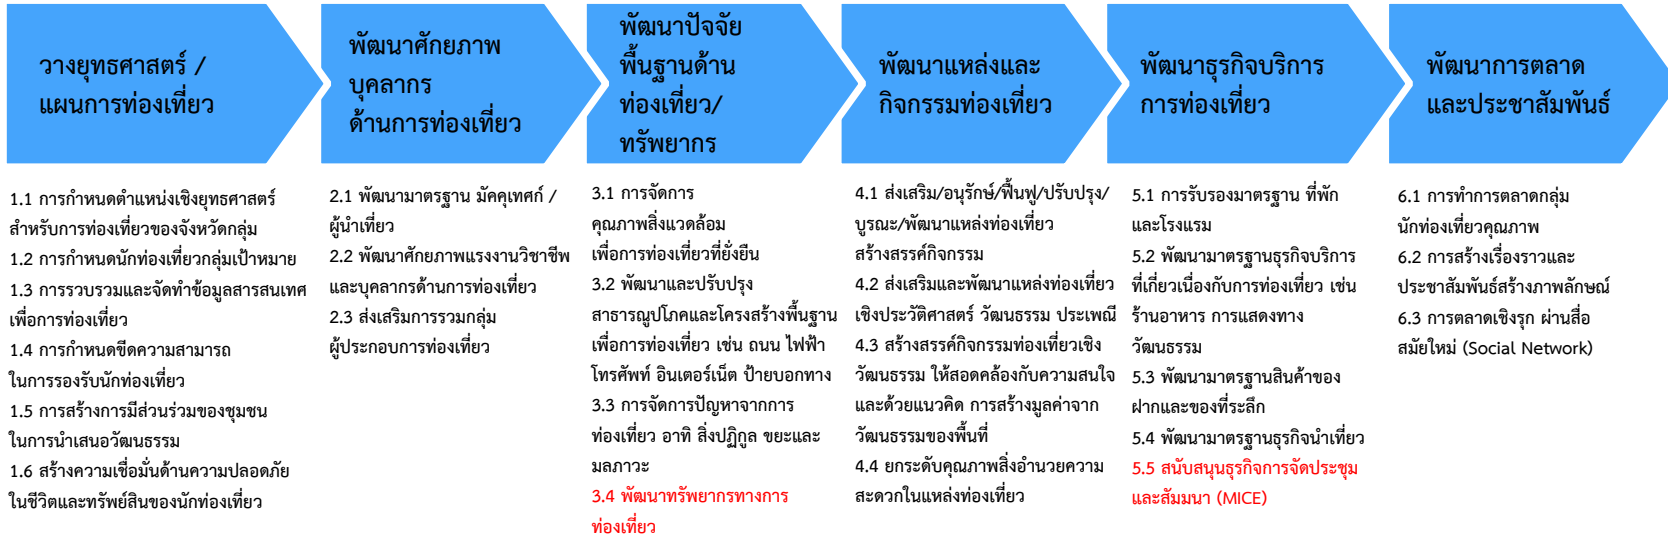 วางยุทธศาสตร์ /
แผนการท่องเที่ยว
พัฒนาศักยภาพ
บุคลากร
ด้านการท่องเที่ยว
พัฒนาปัจจัย
พื้นฐานด้าน
ท่องเที่ยว/
ทรัพยากร
พัฒนาแหล่งและ
กิจกรรมท่องเที่ยว
พัฒนาธุรกิจบริการ
การท่องเที่ยว
พัฒนาการตลาด
และประชาสัมพันธ์
1.1 การกำหนดตำแหน่งเชิงยุทธศาสตร์
สำหรับการท่องเที่ยวของจังหวัดกลุ่ม
1.2 การกำหนดนักท่องเที่ยวกลุ่มเป้าหมาย
1.3 การรวบรวมและจัดทำข้อมูลสารสนเทศ
เพื่อการท่องเที่ยว
1.4 การกำหนดขีดความสามารถ
ในการรองรับนักท่องเที่ยว
1.5 การสร้างการมีส่วนร่วมของชุมชน
ในการนำเสนอวัฒนธรรม
1.6 สร้างความเชื่อมั่นด้านความปลอดภัย
ในชีวิตและทรัพย์สินของนักท่องเที่ยว
2.1 พัฒนามาตรฐาน มัคคุเทศก์ /
ผู้นำเที่ยว
2.2 พัฒนาศักยภาพแรงงานวิชาชีพ
และบุคลากรด้านการท่องเที่ยว
2.3 ส่งเสริมการรวมกลุ่ม
ผู้ประกอบการท่องเที่ยว
3.1 การจัดการ
คุณภาพสิ่งแวดล้อม
เพื่อการท่องเที่ยวที่ยั่งยืน
3.2 พัฒนาและปรับปรุง
สาธารณูปโภคและโครงสร้างพื้นฐาน
เพื่อการท่องเที่ยว เช่น ถนน ไฟฟ้า
โทรศัพท์ อินเตอร์เน็ต ป้ายบอกทาง
3.3 การจัดการปัญหาจากการ
ท่องเที่ยว อาทิ สิ่งปฏิกูล ขยะและ
มลภาวะ
3.4 พัฒนาทรัพยากรทางการ
ท่องเที่ยว
4.1 ส่งเสริม/อนุรักษ์/ฟื้นฟู/ปรับปรุง/
บูรณะ/พัฒนาแหล่งท่องเที่ยว
สร้างสรรค์กิจกรรม
4.2 ส่งเสริมและพัฒนาแหล่งท่องเที่ยว
เชิงประวัติศาสตร์ วัฒนธรรม ประเพณี
4.3 สร้างสรรค์กิจกรรมท่องเที่ยวเชิง
วัฒนธรรม ให้สอดคล้องกับความสนใจ
และด้วยแนวคิด การสร้างมูลค่าจาก
วัฒนธรรมของพื้นที่
4.4 ยกระดับคุณภาพสิ่งอำนวยความ
สะดวกในแหล่งท่องเที่ยว
5.1 การรับรองมาตรฐาน ที่พัก
และโรงแรม
5.2 พัฒนามาตรฐานธุรกิจบริการ
ที่เกี่ยวเนื่องกับการท่องเที่ยว เช่น
ร้านอาหาร การแสดงทาง
วัฒนธรรม
5.3 พัฒนามาตรฐานสินค้าของ
ฝากและของที่ระลึก
5.4 พัฒนามาตรฐานธุรกิจนำเที่ยว
5.5 สนับสนุนธุรกิจการจัดประชุม
และสัมมนา (MICE)
6.1 การทำการตลาดกลุ่ม
นักท่องเที่ยวคุณภาพ
6.2 การสร้างเรื่องราวและ
ประชาสัมพันธ์สร้างภาพลักษณ์
6.3 การตลาดเชิงรุก ผ่านสื่อ
สมัยใหม่ (Social Network)